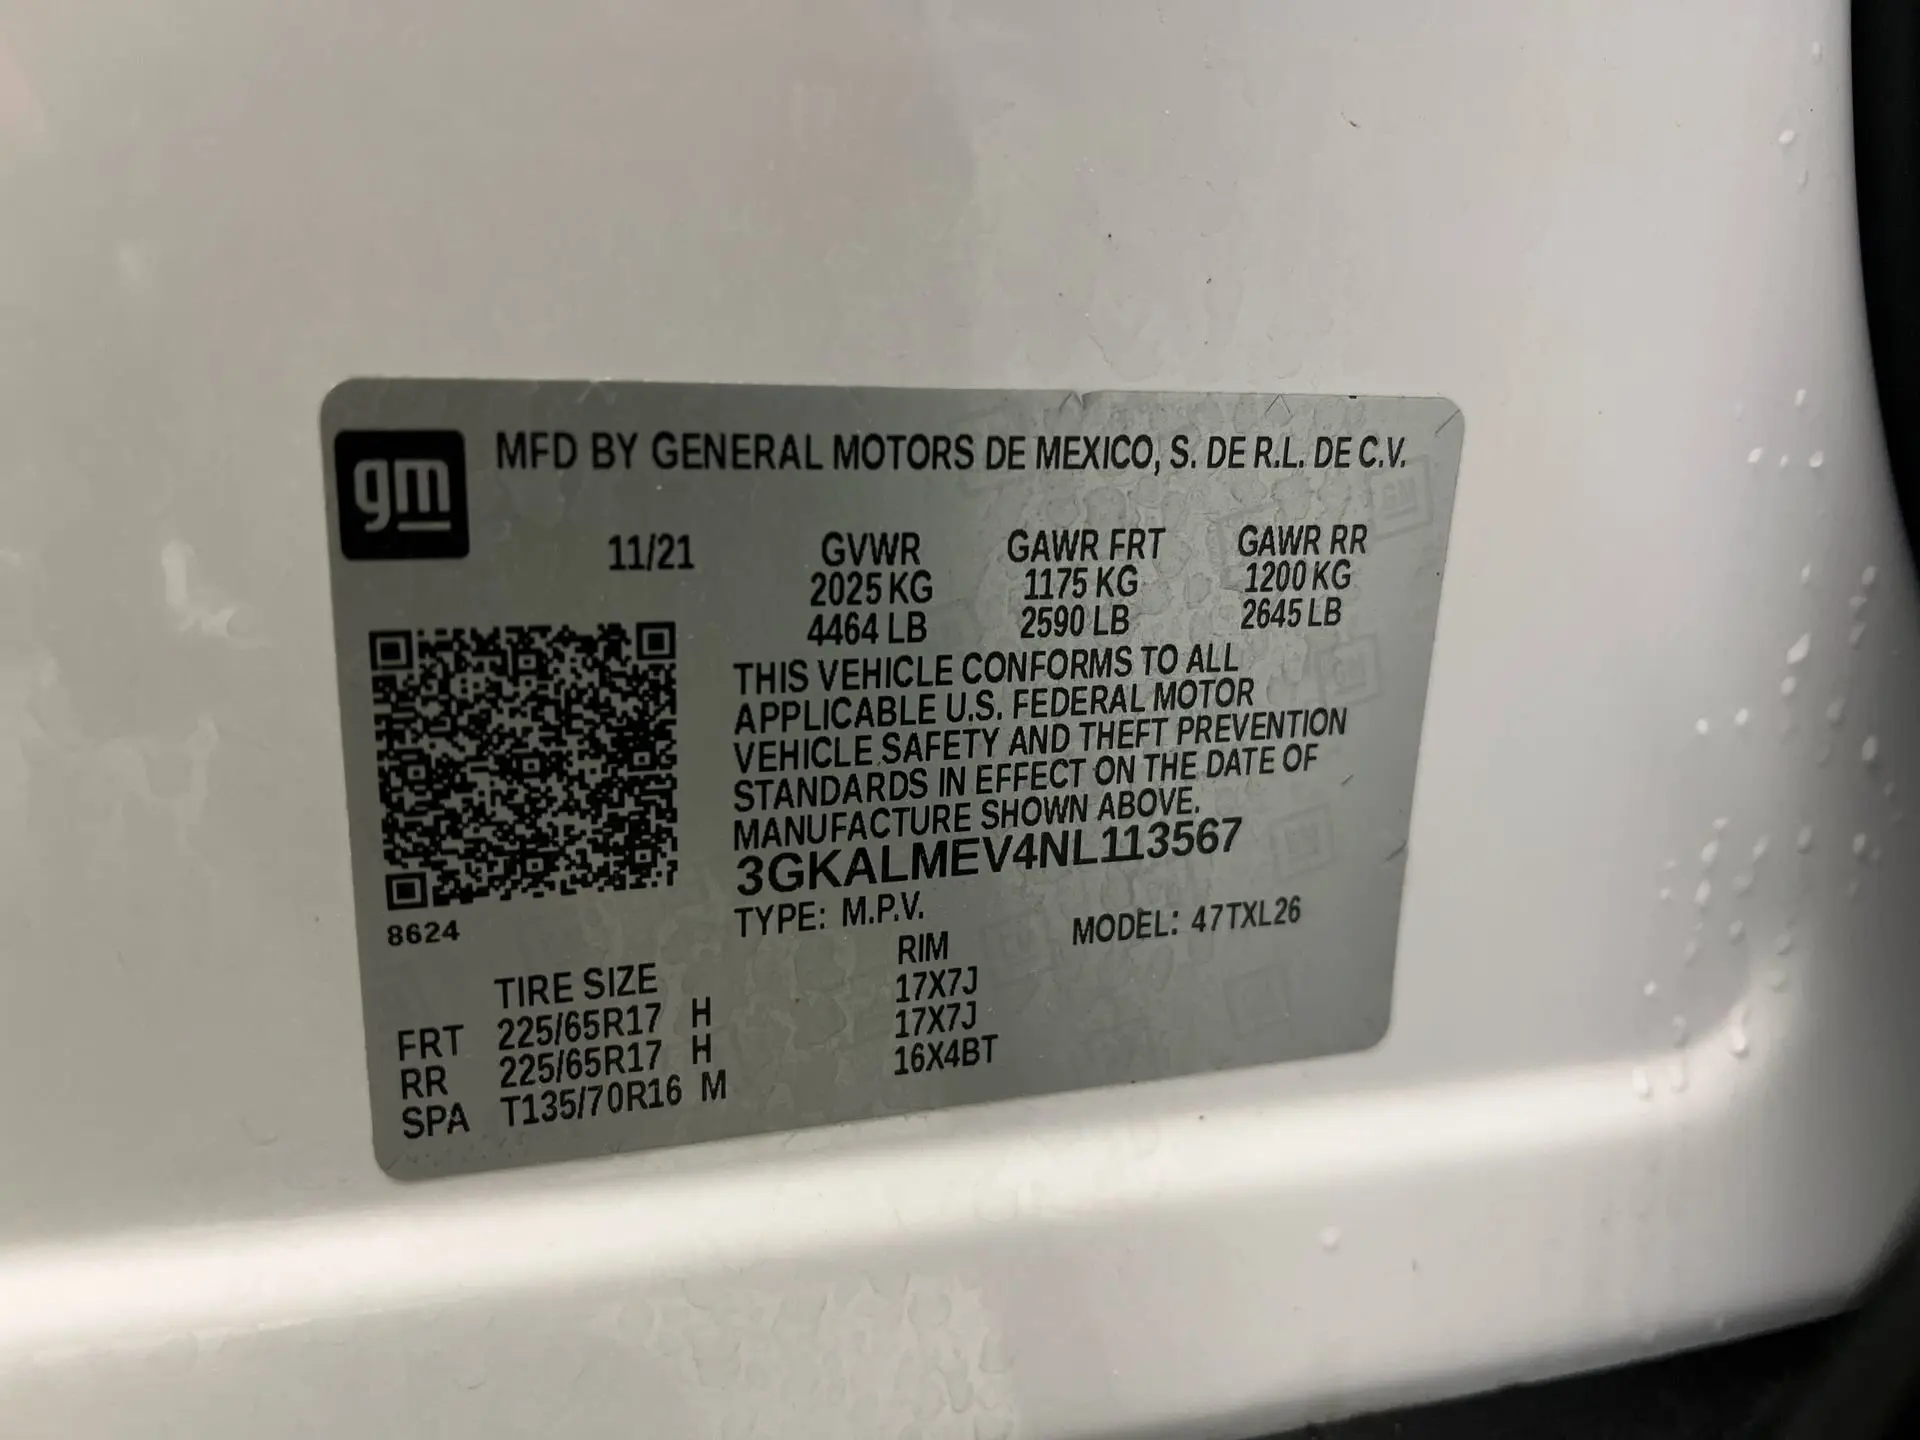 gm
MFD BY GENERAL MOTORS DE MEXICO, S. DE R.L. DE C.V.
11/21 GVWR GAWR FRT GAWR RR
2025 KG 1175 KG 1200 KG
4464 LB 2590 LB 2645 LB
THIS VEHICLE CONFORMS TO ALL
APPLICABLE U.S. FEDERAL MOTOR
VEHICLE SAFETY AND THEFT PREVENTION
STANDARDS IN EFFECT ON THE DATE OF
MANUFACTURE SHOWN ABOVE.
3GKALMEV4NL113567
8624
TYPE: M.P.V. MODEL: 47TXL26
TIRE SIZE RIM
FRT 225/65R17 H 17X7J
RR 225/65R17 H 17X7J
SPA T135/70R16 M 16X4BT